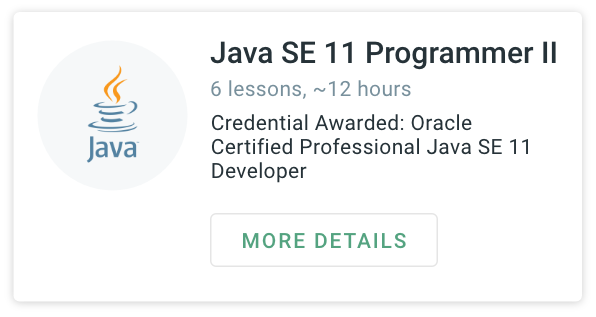 Java SE 11 Programmer II
6 lessons, ~12 hours
Credential Awarded: Oracle
Certified Professional Java SE 11
Developer
Java
MORE DETAILS